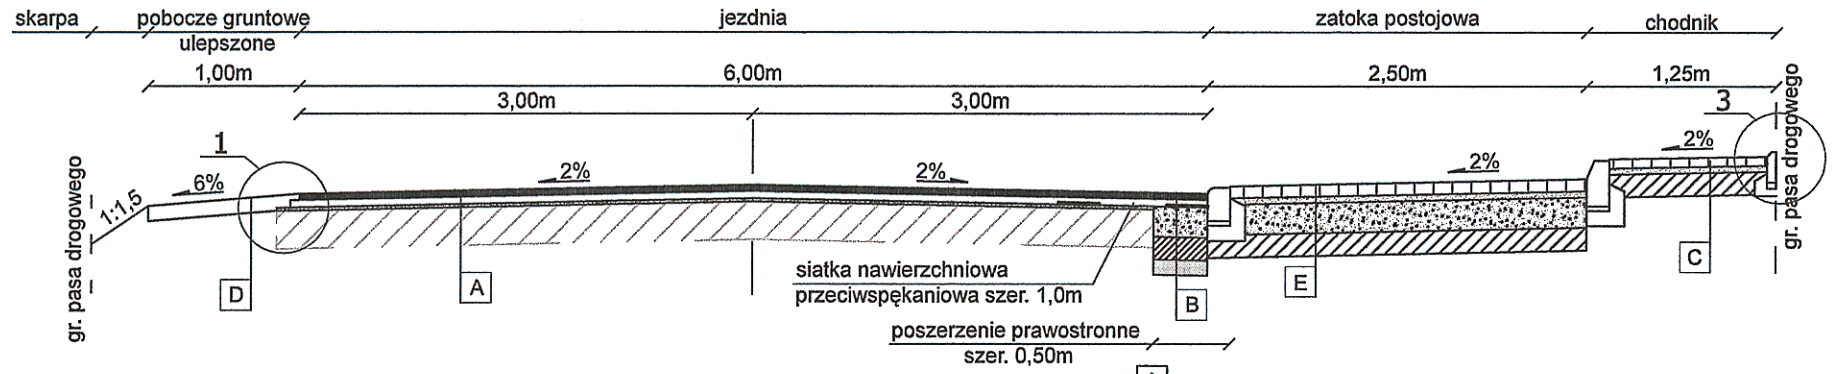 skarpa
pobocze gruntowe
ulepszone
jezdnia
zatoka postojowa
chodnik
1,00m
6,00m
2,50m
1,25m
3,00m
3,00m
gr. pasa drogowego
1:1,5
6%
1
2%
2%
2%
2%
3
gr. pasa drogowego
D
A
siatka nawierzchniowa
przeciwspękaniowa szer. 1,0m
B
E
C
poszerzenie prawostronne
szer. 0,50m